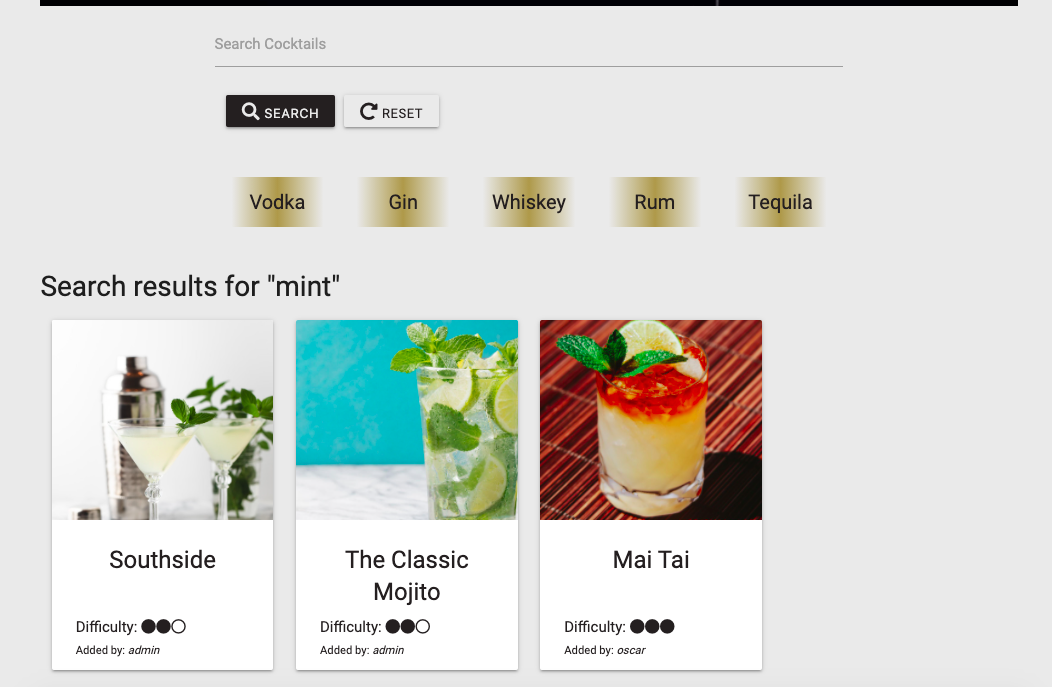 Search Cocktails
SEARCH RESET
Vodka Gin Whiskey Rum Tequila
Search results for "mint"
Southside
Difficulty:
Added by: admin
The Classic
Mojito
Difficulty:
Added by: admin
Mai Tai
Difficulty:
Added by: oscar